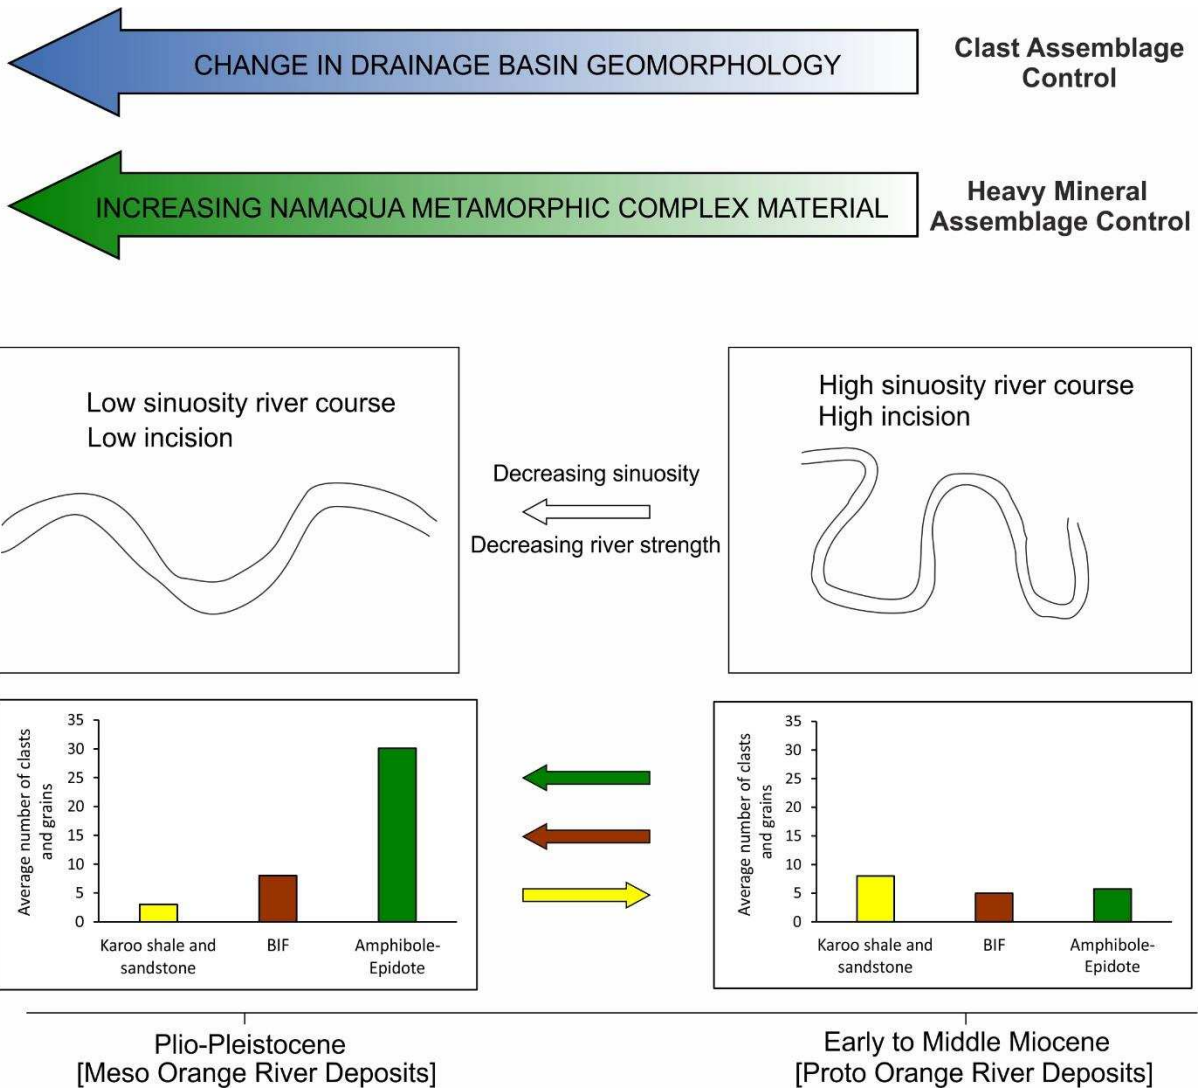 CHANGE IN DRAINAGE BASIN GEOMORPHOLOGY
Clast Assemblage
Control
INCREASING NAMAQUA METAMORPHIC COMPLEX MATERIAL
Heavy Mineral
Assemblage Control
Low sinuosity river course
Low incision
Decreasing sinuosity
Decreasing river strength
High sinuosity river course
High incision
Average number of clasts
and grains
35
30
25
20
15
10
5
0
Karoo shale and
sandstone
BIF
Amphibole-
Epidote
Average number of clasts
and grains
35
30
25
20
15
10
5
0
Karoo shale and
sandstone
BIF
Amphibole-
Epidote
Plio-Pleistocene
[Meso Orange River Deposits]
Early to Middle Miocene
[Proto Orange River Deposits]